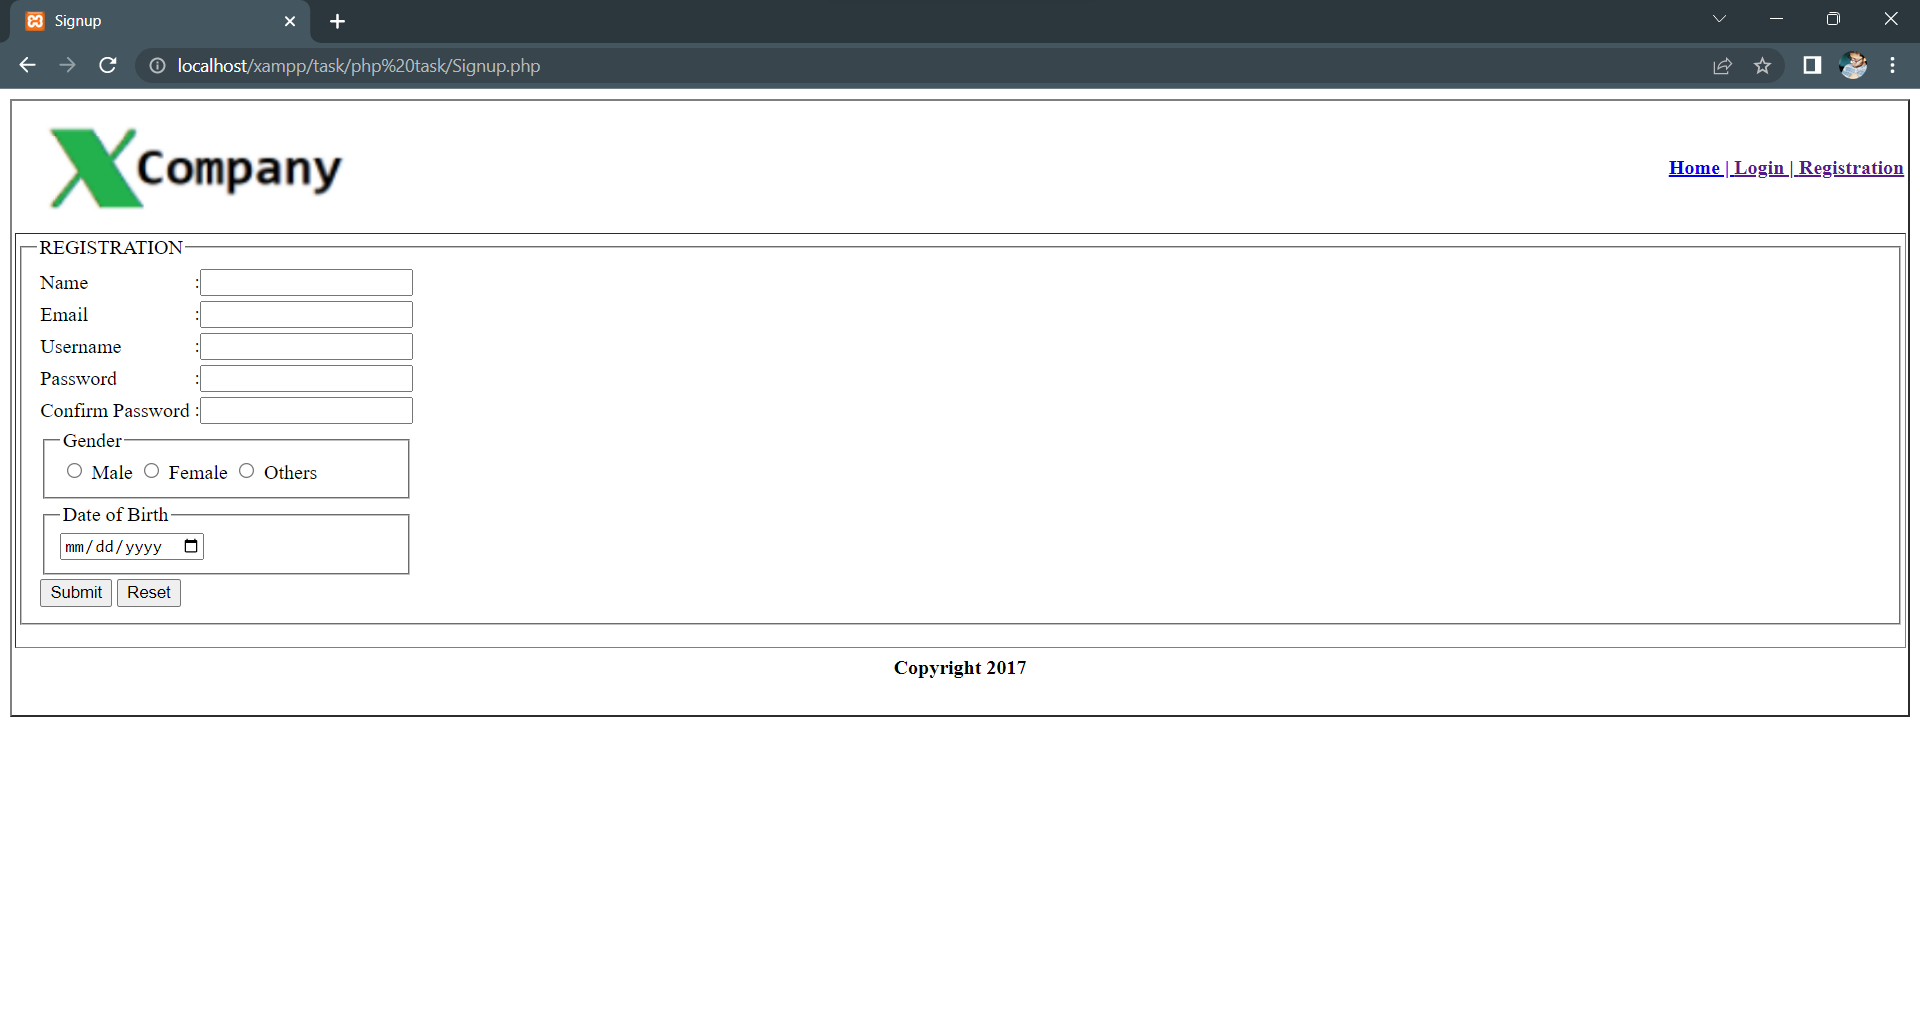 Signup
localhost/xampp/task/php%20task/Signup.php
X Company
Home | Login | Registration
REGISTRATION
Name :
Email :
Username :
Password :
Confirm Password :
Gender
Male Female Others
Date of Birth
mm/dd/yyyy
Submit Reset
Copyright 2017